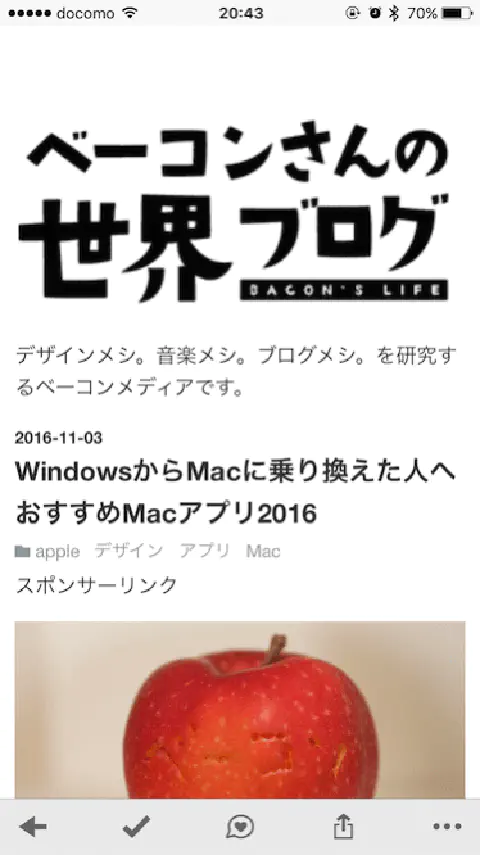 docomo 20:43 70%
ベーコンさんの
世界ブログ
BACON'S LIFE
デザインメシ。音楽メシ。ブログメシ。を研究す
るベーコンメディアです。
2016-11-03
WindowsからMacに乗り換えた人へ
おすすめMacアプリ2016
apple デザイン アプリ Mac
スポンサーリンク